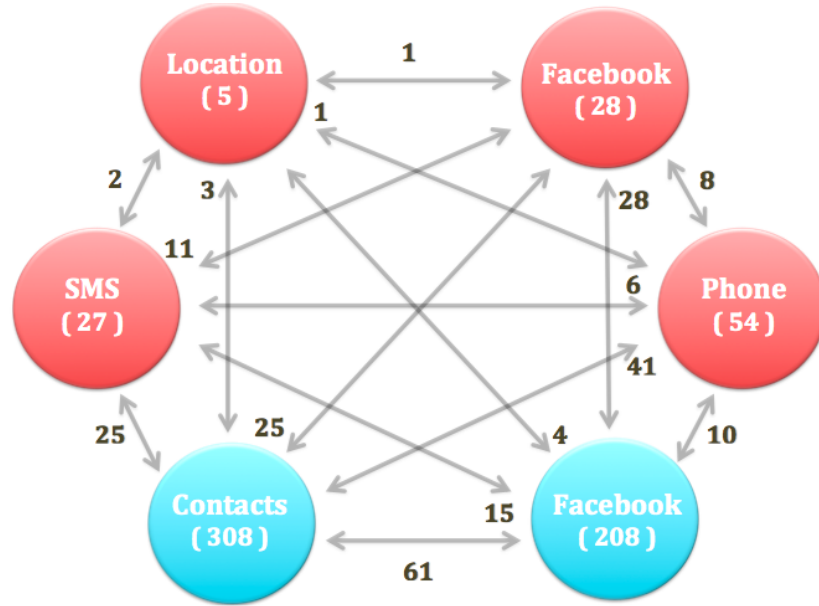 Location
( 5 )
1
Facebook
( 28 )
1
2
3
28
8
11
SMS
( 27 )
6
Phone
( 54 )
41
25
25
4
10
Contacts
( 308 )
15
Facebook
( 208 )
61